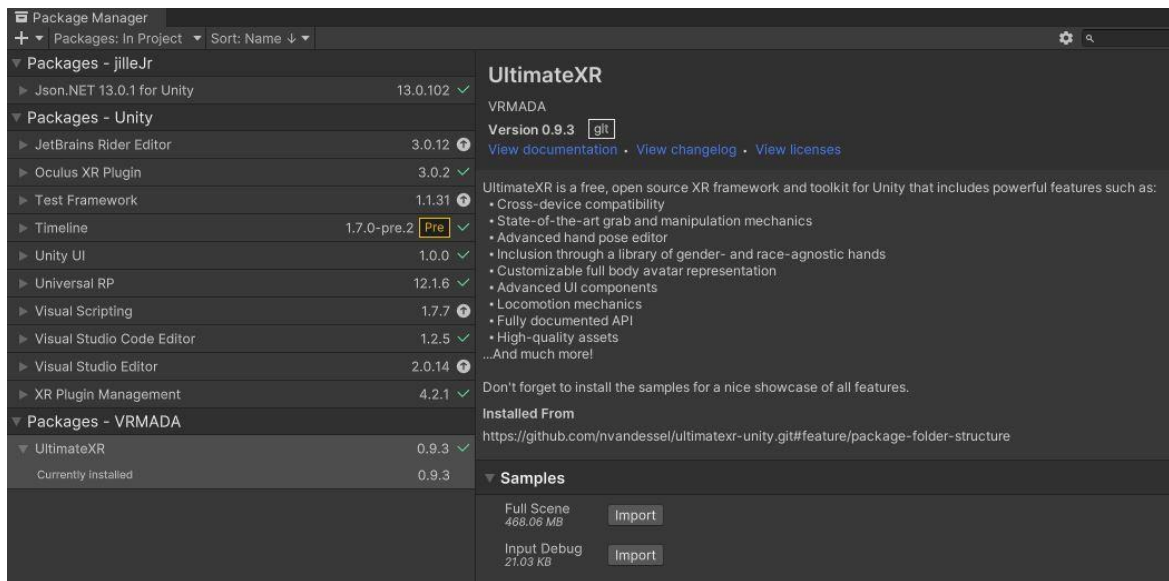 Package Manager
Packages: In Project Sort: Name ↓
Packages - jilleJr
Json.NET 13.0.1 for Unity 13.0.102
Packages - Unity
JetBrains Rider Editor 3.0.12
Oculus XR Plugin 3.0.2
Test Framework 1.1.31
Timeline 1.7.0-pre.2 Pre
Unity UI 1.0.0
Universal RP 12.1.6
Visual Scripting 1.7.7
Visual Studio Code Editor 1.2.5
Visual Studio Editor 2.0.14
XR Plugin Management 4.2.1
Packages - VRMADA
UltimateXR 0.9.3
Currently installed 0.9.3
UltimateXR
VRMADA
Version 0.9.3 git
View documentation • View changelog • View licenses
UltimateXR is a free, open source XR framework and toolkit for Unity that includes powerful features such as:
• Cross-device compatibility
• State-of-the-art grab and manipulation mechanics
• Advanced hand pose editor
• Inclusion through a library of gender- and race-agnostic hands
• Customizable full body avatar representation
• Advanced UI components
• Locomotion mechanics
• Fully documented API
• High-quality assets
...And much more!
Don't forget to install the samples for a nice showcase of all features.
Installed From
https://github.com/nvandessel/ultimatexr-unity.git#feature/package-folder-structure
Samples
Full Scene
468.06 MB
Import
Input Debug
21.03 KB
Import